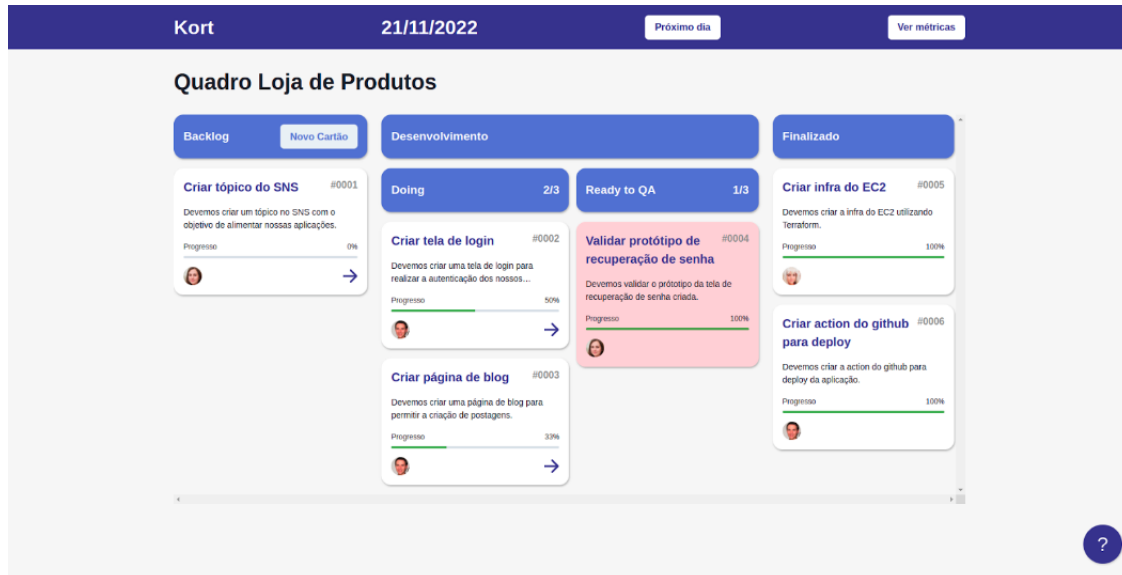 Kort
21/11/2022
Próximo dia
Ver métricas
Quadro Loja de Produtos
Backlog
Novo Cartão
Criar tópico do SNS
#0001
Devemos criar um tópico no SNS com o
objetivo de alimentar nossas aplicações.
Progresso
0%
Desenvolvimento
Doing
2/3
Criar tela de login
#0002
Devemos criar uma tela de login para
realizar a autenticação dos nossos...
Progresso
50%
Criar página de blog
#0003
Devemos criar uma página de blog para
permitir a criação de postagens.
Progresso
33%
Ready to QA
1/3
Validar protótipo de
#0004
recuperação de senha
Devemos validar o protótipo da tela de
recuperação de senha criada.
Progresso
100%
Finalizado
Criar infra do EC2
#0005
Devemos criar a infra do EC2 utilizando
Terraform.
Progresso
100%
Criar action do github
#0006
para deploy
Devemos criar a action do github para
deploy da aplicação.
Progresso
100%
?